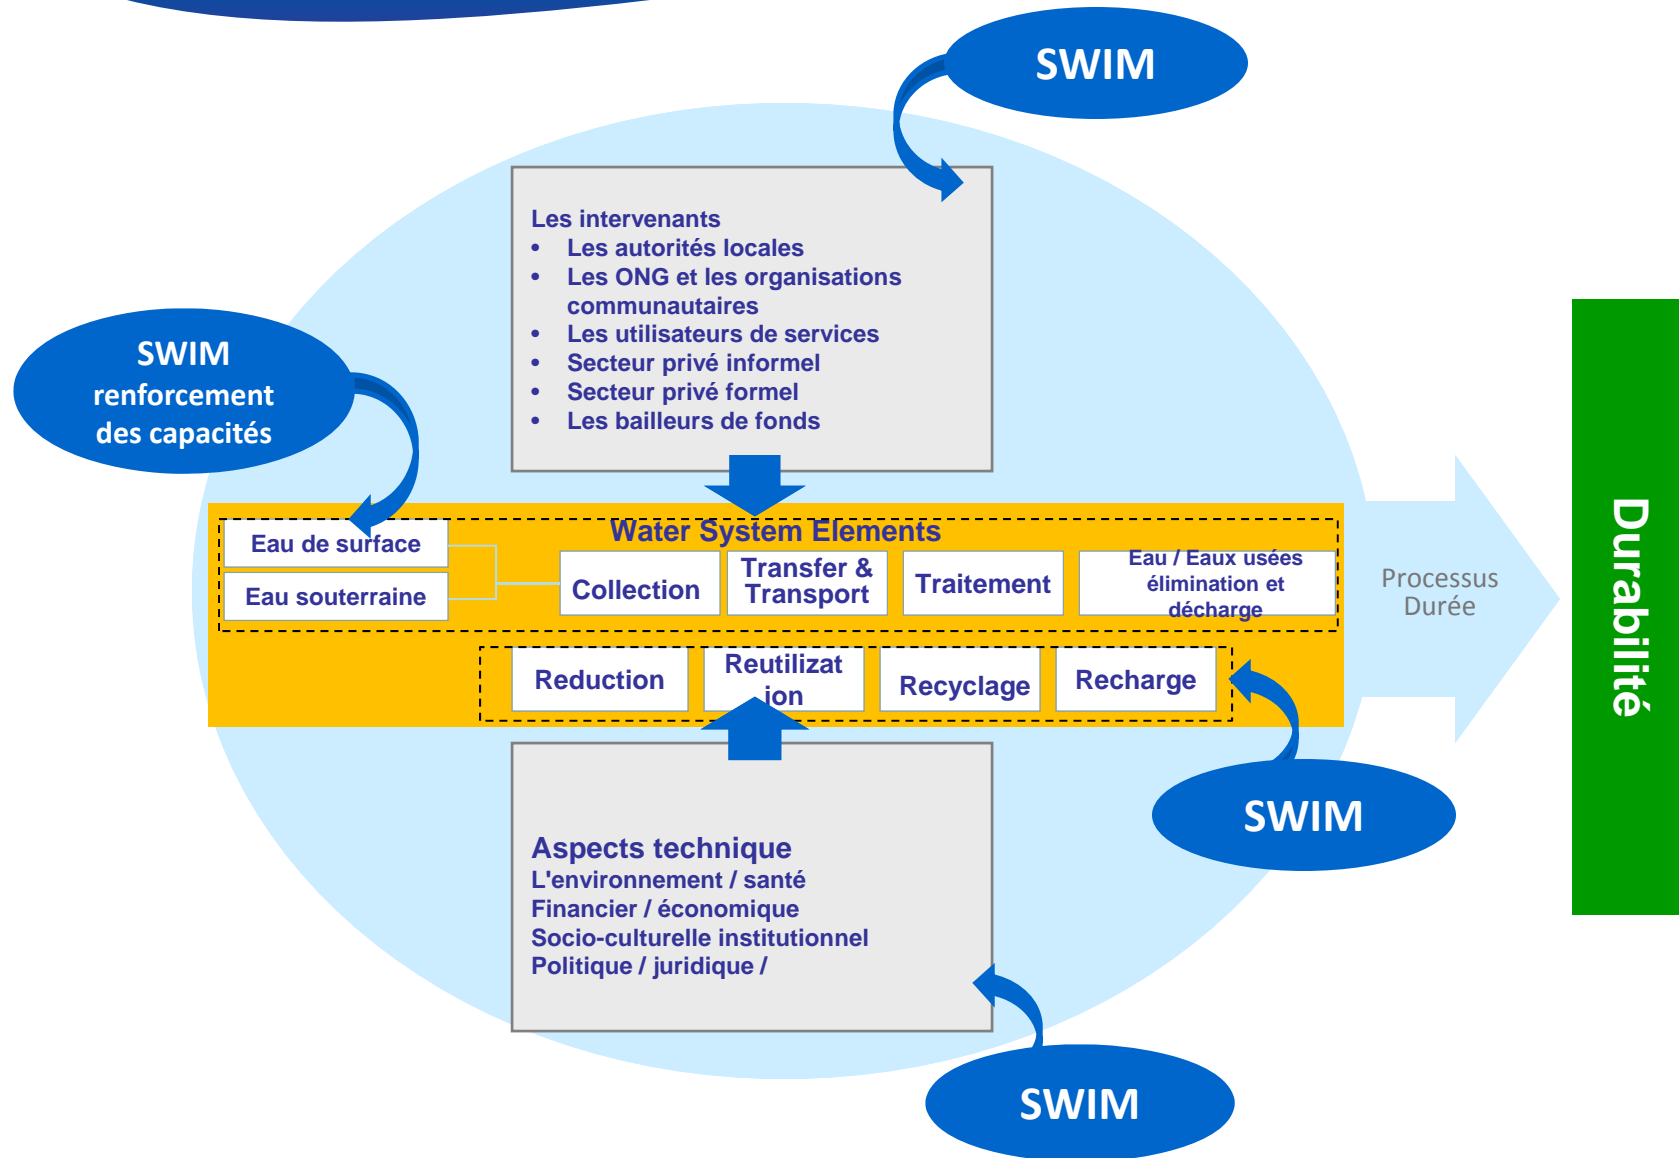 SWIM
Les intervenants
• Les autorités locales
• Les ONG et les organisations
communautaires
• Les utilisateurs de services
• Secteur privé informel
• Secteur privé formel
• Les bailleurs de fonds
SWIM
renforcement
des capacités
Water System Elements
Eau de surface
Eau souterraine
Collection
Transfer &
Transport
Traitement
Eau / Eaux usées
élimination et
décharge
Reduction
Reutilizat
ion
Recyclage
Recharge
Processus
Durée
Durabilité
SWIM
Aspects technique
L'environnement / santé
Financier / économique
Socio-culturelle institutionnel
Politique / juridique /
SWIM